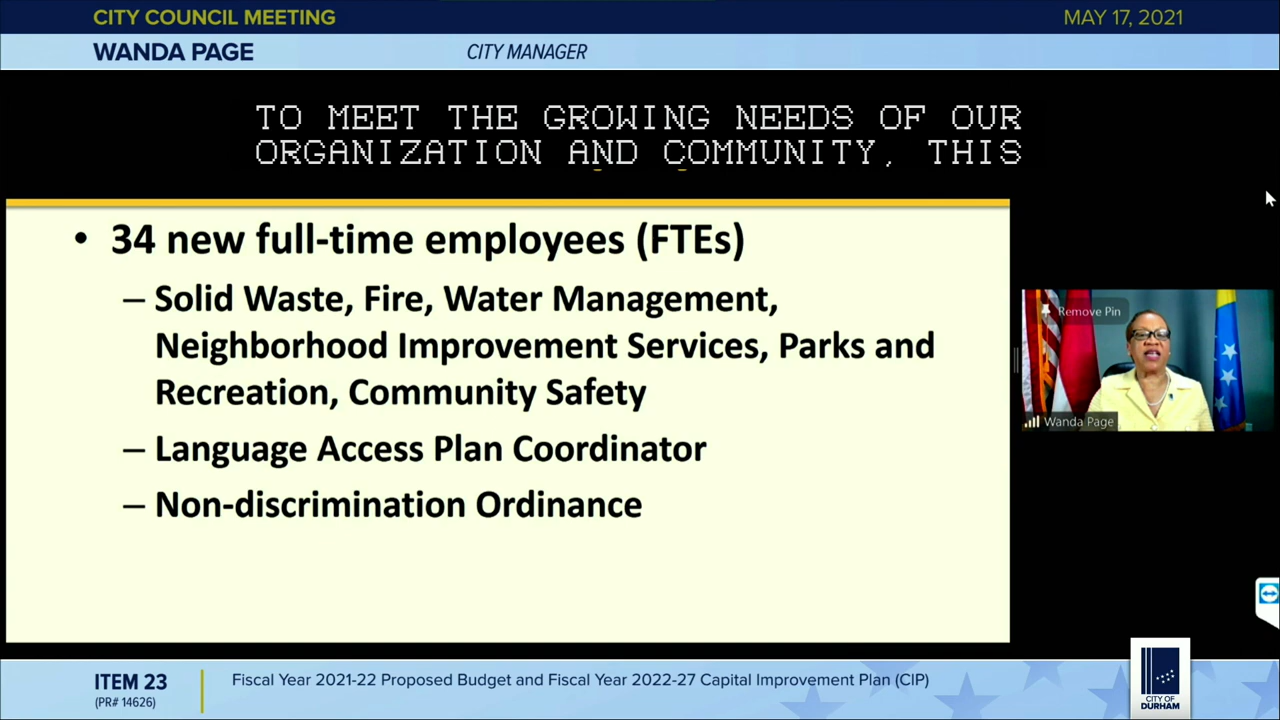 CITY COUNCIL MEETING
MAY 17, 2021
WANDA PAGE
CITY MANAGER
TO MEET THE GROWING NEEDS OF OUR
ORGANIZATION AND COMMUNITY, THIS
• 34 new full-time employees (FTEs)
– Solid Waste, Fire, Water Management,
Neighborhood Improvement Services, Parks and
Recreation, Community Safety
– Language Access Plan Coordinator
– Non-discrimination Ordinance
Remove Pin
Wanda Page
ITEM 23
(PR# 14626)
Fiscal Year 2021-22 Proposed Budget and Fiscal Year 2022-27 Capital Improvement Plan (CIP)
CITY OF
DURHAM